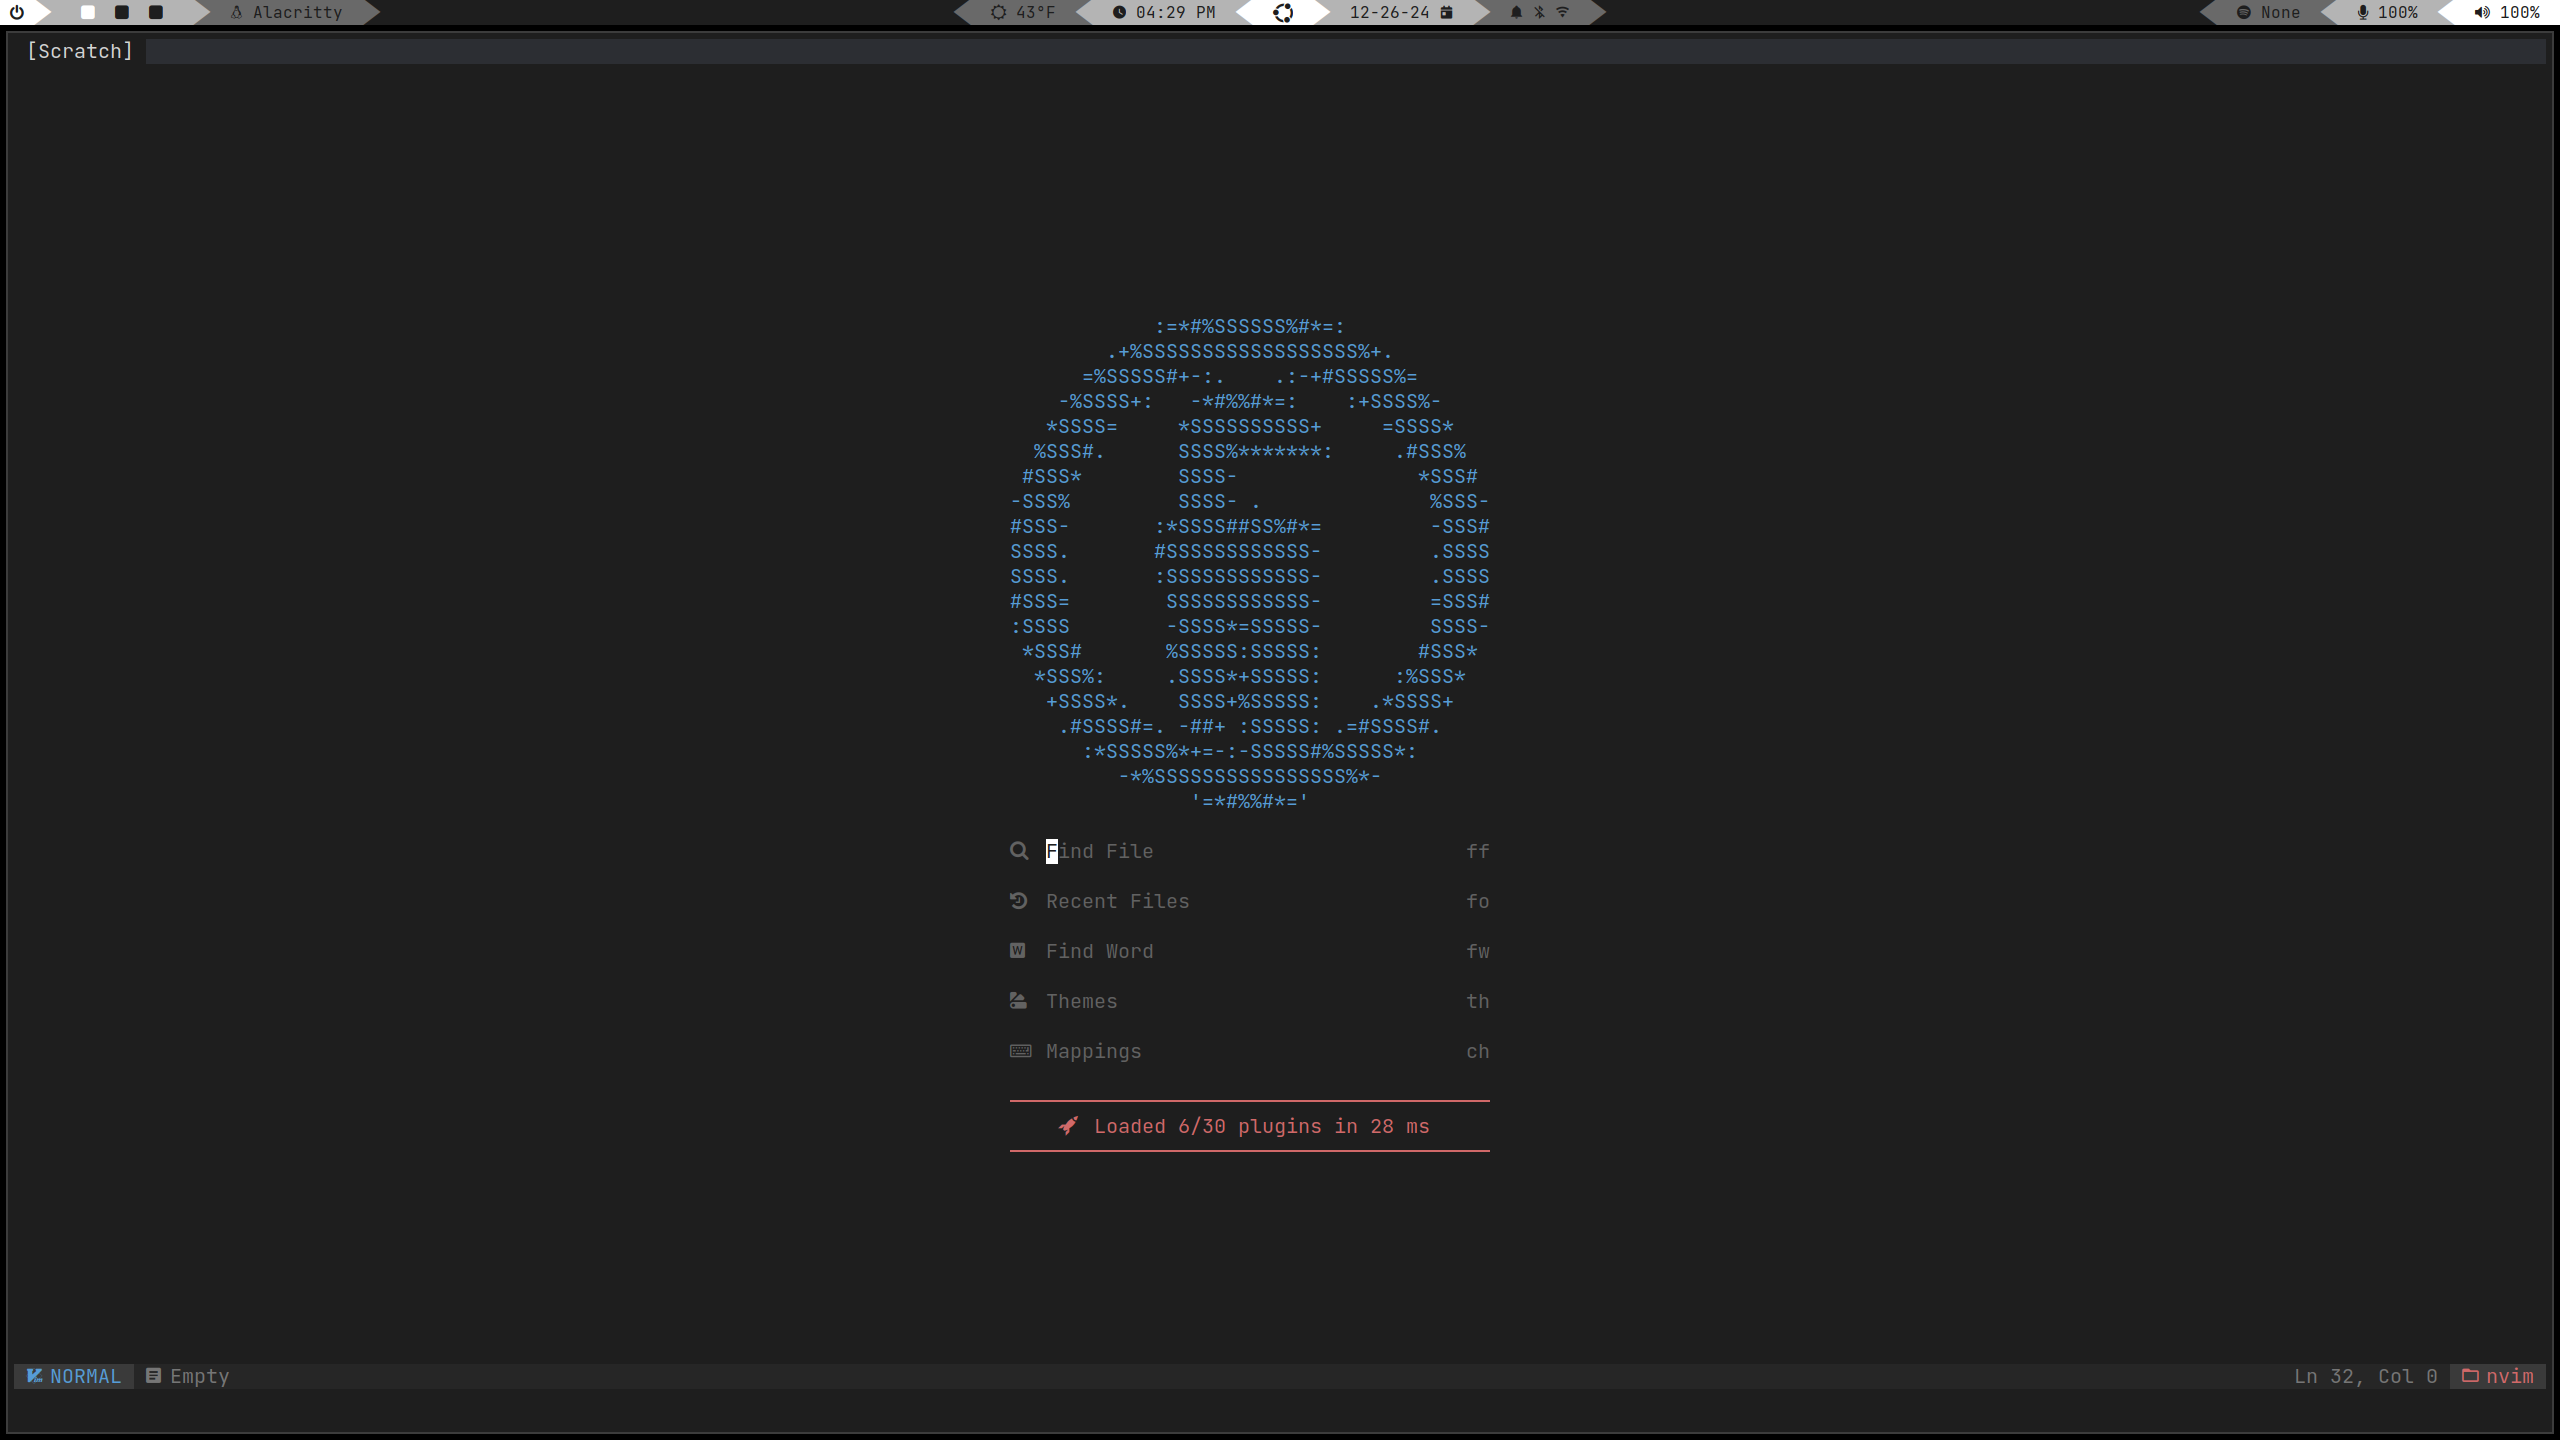 Alacritty 43°F 04:29 PM 12-26-24 None 100% 100%
[Scratch]
:=*#%SSSSSS%#*=:
.+%SSSSSSSSSSSSSSSSSS%+.
=%SSSSS#+-:.    .:-+#SSSSS%=
-%SSSS+:   -*#%%#*=:    :+SSSS%-
*SSSS=     *SSSSSSSSSS+     =SSSS*
%SSS#.      SSSS%*******:     .#SSS%
#SSS*        SSSS-               *SSS#
-SSS%         SSSS- .              %SSS-
#SSS-       :*SSSS##SS%#*=         -SSS#
SSSS.       #SSSSSSSSSSSS-         .SSSS
SSSS.       :SSSSSSSSSSSS-         .SSSS
#SSS=        SSSSSSSSSSSS-         =SSS#
:SSSS        -SSSS*=SSSSS-         SSSS-
*SSS#       %SSSSS:SSSSS:        #SSS*
*SSS%:     .SSSS*+SSSSS:      :%SSS*
+SSSS*.    SSSS+%SSSSS:    .*SSSS+
.#SSSS#=. -##+ :SSSSS: .=#SSSS#.
:*SSSSS%*+=-:-SSSSS#%SSSSS*:
-*%SSSSSSSSSSSSSSSS%*-
'=*#%%#*='
Find File ff
Recent Files fo
Find Word fw
Themes th
Mappings ch
Loaded 6/30 plugins in 28 ms
NORMAL Empty Ln 32, Col 0 nvim